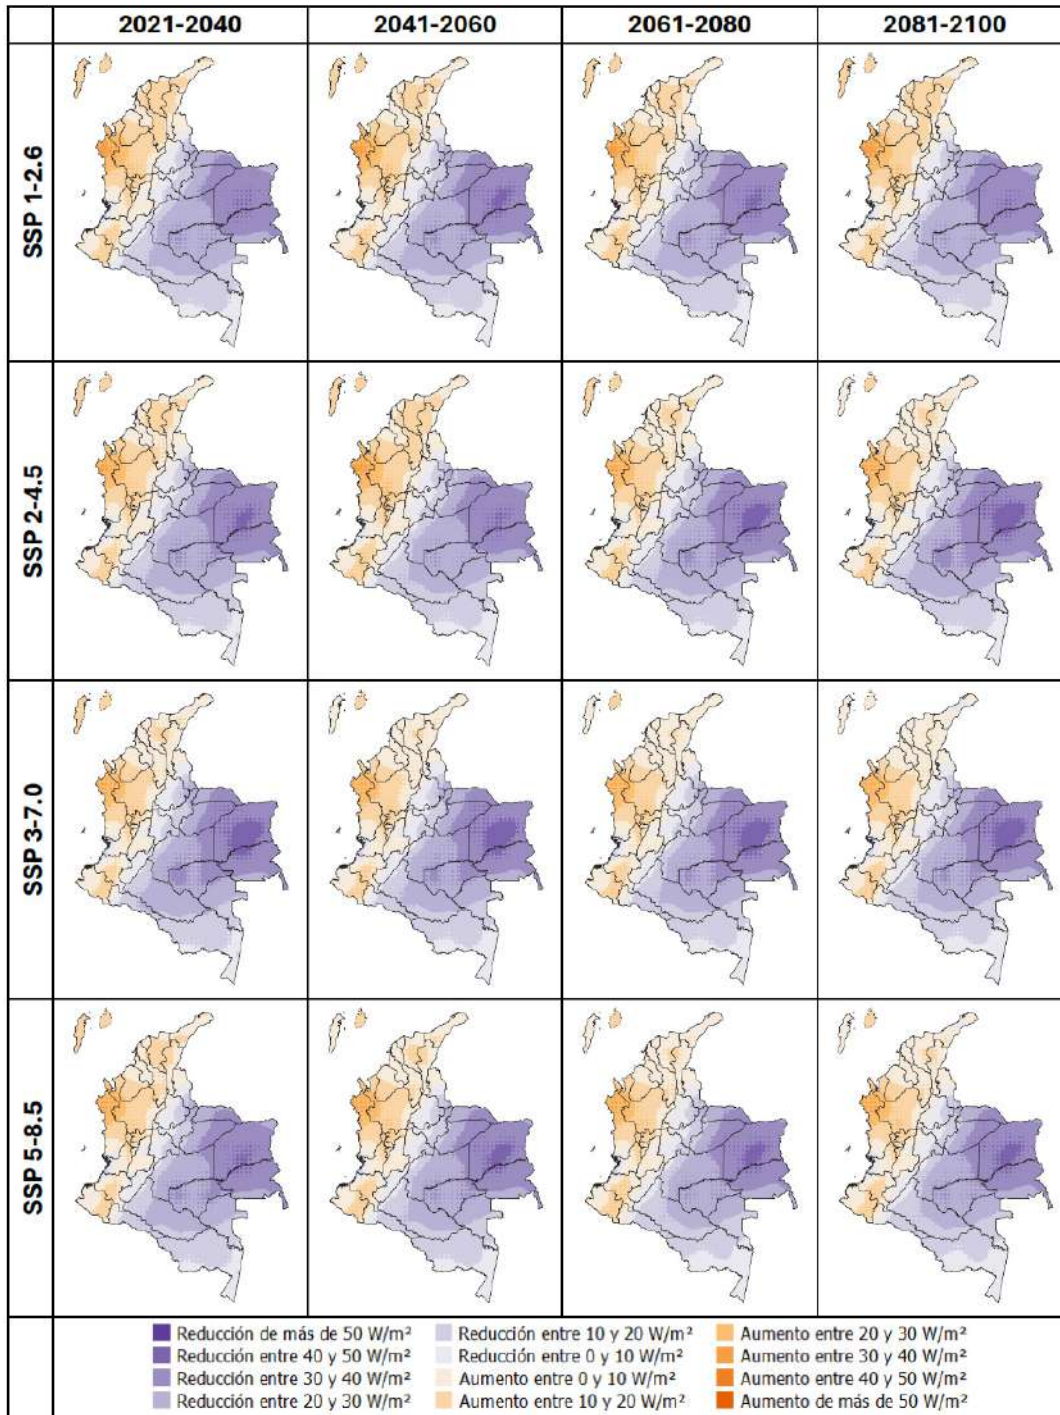 2021-2040 2041-2060 2061-2080 2081-2100
SSP 1-2.6
SSP 2-4.5
SSP 3-7.0
SSP 5-8.5
Reducción de más de 50 W/m² Reducción entre 10 y 20 W/m² Aumento entre 20 y 30 W/m²
Reducción entre 40 y 50 W/m² Reducción entre 0 y 10 W/m² Aumento entre 30 y 40 W/m²
Reducción entre 30 y 40 W/m² Aumento entre 0 y 10 W/m² Aumento entre 40 y 50 W/m²
Reducción entre 20 y 30 W/m² Aumento entre 10 y 20 W/m² Aumento de más de 50 W/m²